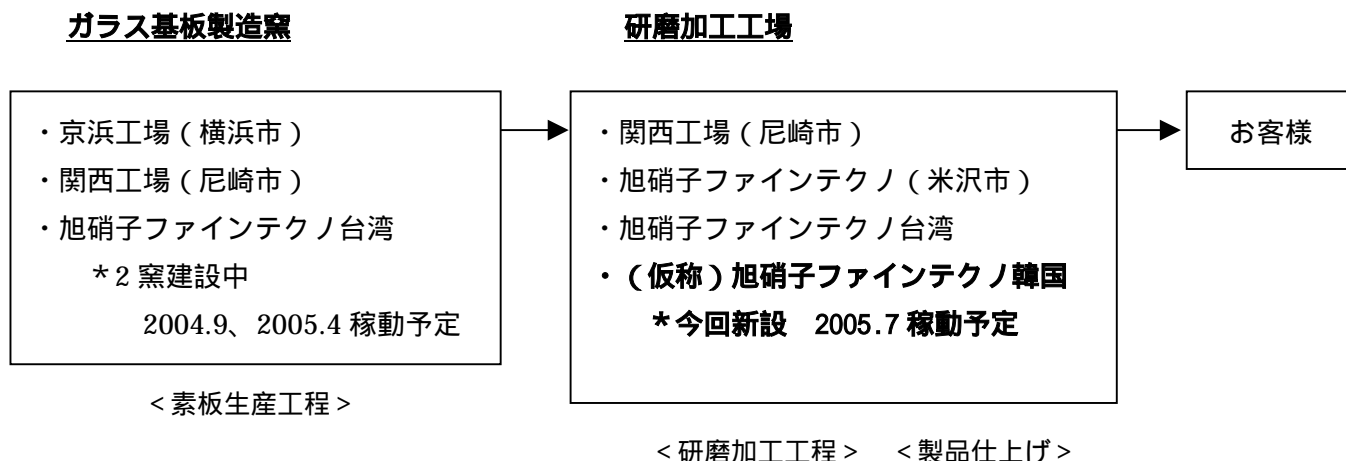 ガラス基板製造窯
研磨加工工場
・京浜工場(横浜市)
・関西工場(尼崎市)
・旭硝子ファインテクノ台湾
*2 窯建設中
2004.9、2005.4 稼動予定
<素板生産工程>
・関西工場(尼崎市)
・旭硝子ファインテクノ(米沢市)
・旭硝子ファインテクノ台湾
・(仮称)旭硝子ファインテクノ韓国
*今回新設 2005.7 稼動予定
<研磨加工工程> <製品仕上げ>
お客様